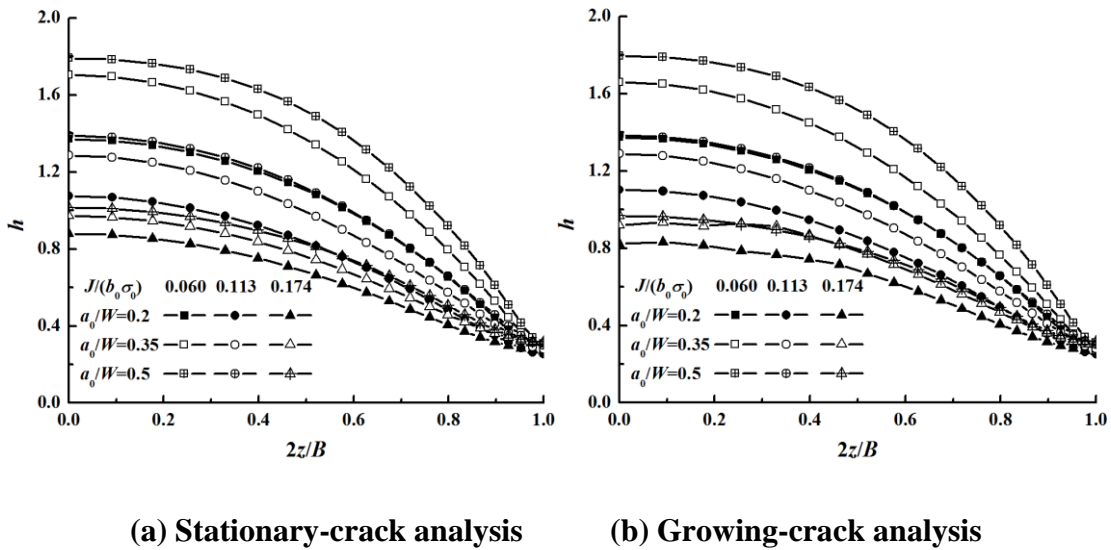 (a)
2.0
1.6
1.2
0.8
0.4
0.0
h
J/(b₀σ₀) 0.060 0.113 0.174
a₀/W=0.2
a₀/W=0.35
a₀/W=0.5
0.0 0.2 0.4 0.6 0.8 1.0
2z/B
(b)
2.0
1.6
1.2
0.8
0.4
0.0
h
J/(b₀σ₀) 0.060 0.113 0.174
a₀/W=0.2
a₀/W=0.35
a₀/W=0.5
0.0 0.2 0.4 0.6 0.8 1.0
2z/B
(a) Stationary-crack analysis
(b) Growing-crack analysis